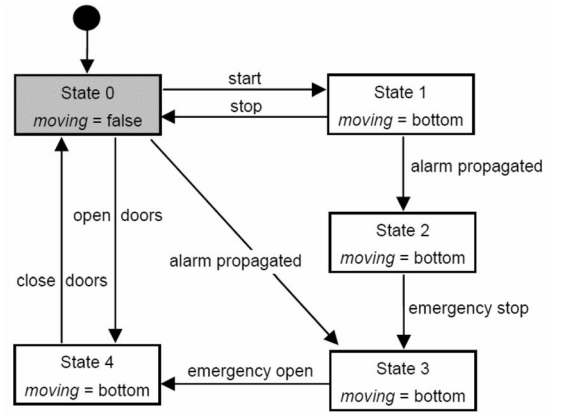 State 0
moving = false
start
stop
State 1
moving = bottom
alarm propagated
State 2
moving = bottom
open doors
alarm propagated
close doors
emergency stop
State 4
moving = bottom
emergency open
State 3
moving = bottom